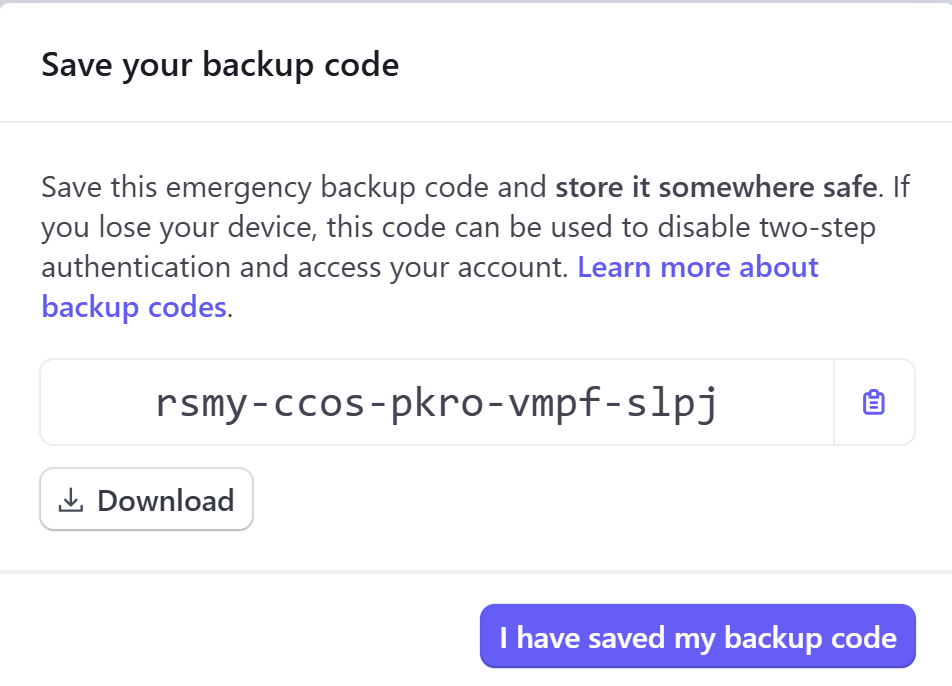 Save your backup code
Save this emergency backup code and store it somewhere safe. If
you lose your device, this code can be used to disable two-step
authentication and access your account. Learn more about
backup codes.
rsmy-ccos-pkro-vmpf-slpj
Download
I have saved my backup code